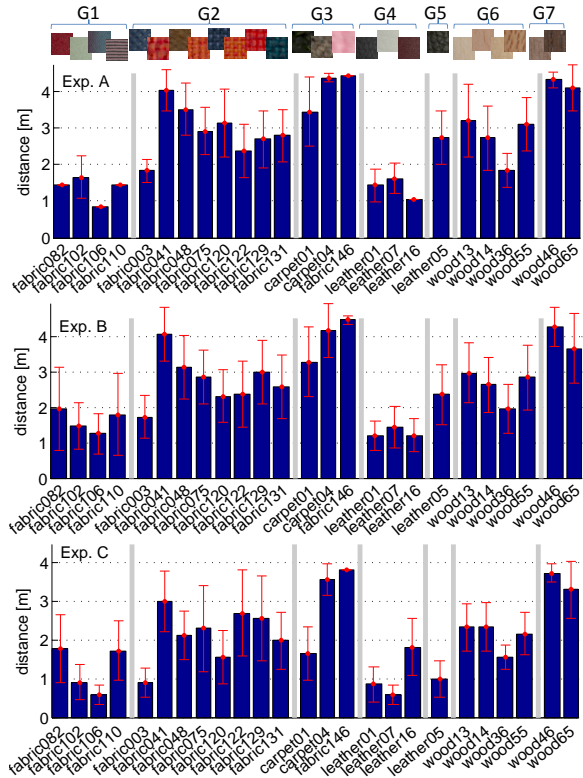 G1 G2 G3 G4 G5 G6 G7
Exp. A
distance [m]
4
3
2
1
0
fabric082 fabric102 fabric106 fabric110 fabric003 fabric041 fabric048 fabric075 fabric120 fabric122 fabric129 fabric131 carpet01 carpet04 fabric146 leather01 leather07 leather16 leather05 wood13 wood14 wood36 wood55 wood46 wood65
Exp. B
distance [m]
4
3
2
1
0
fabric082 fabric102 fabric106 fabric110 fabric003 fabric041 fabric048 fabric075 fabric120 fabric122 fabric129 fabric131 carpet01 carpet04 fabric146 leather01 leather07 leather16 leather05 wood13 wood14 wood36 wood55 wood46 wood65
Exp. C
distance [m]
4
3
2
1
0
fabric082 fabric102 fabric106 fabric110 fabric003 fabric041 fabric048 fabric075 fabric120 fabric122 fabric129 fabric131 carpet01 carpet04 fabric146 leather01 leather07 leather16 leather05 wood13 wood14 wood36 wood55 wood46 wood65